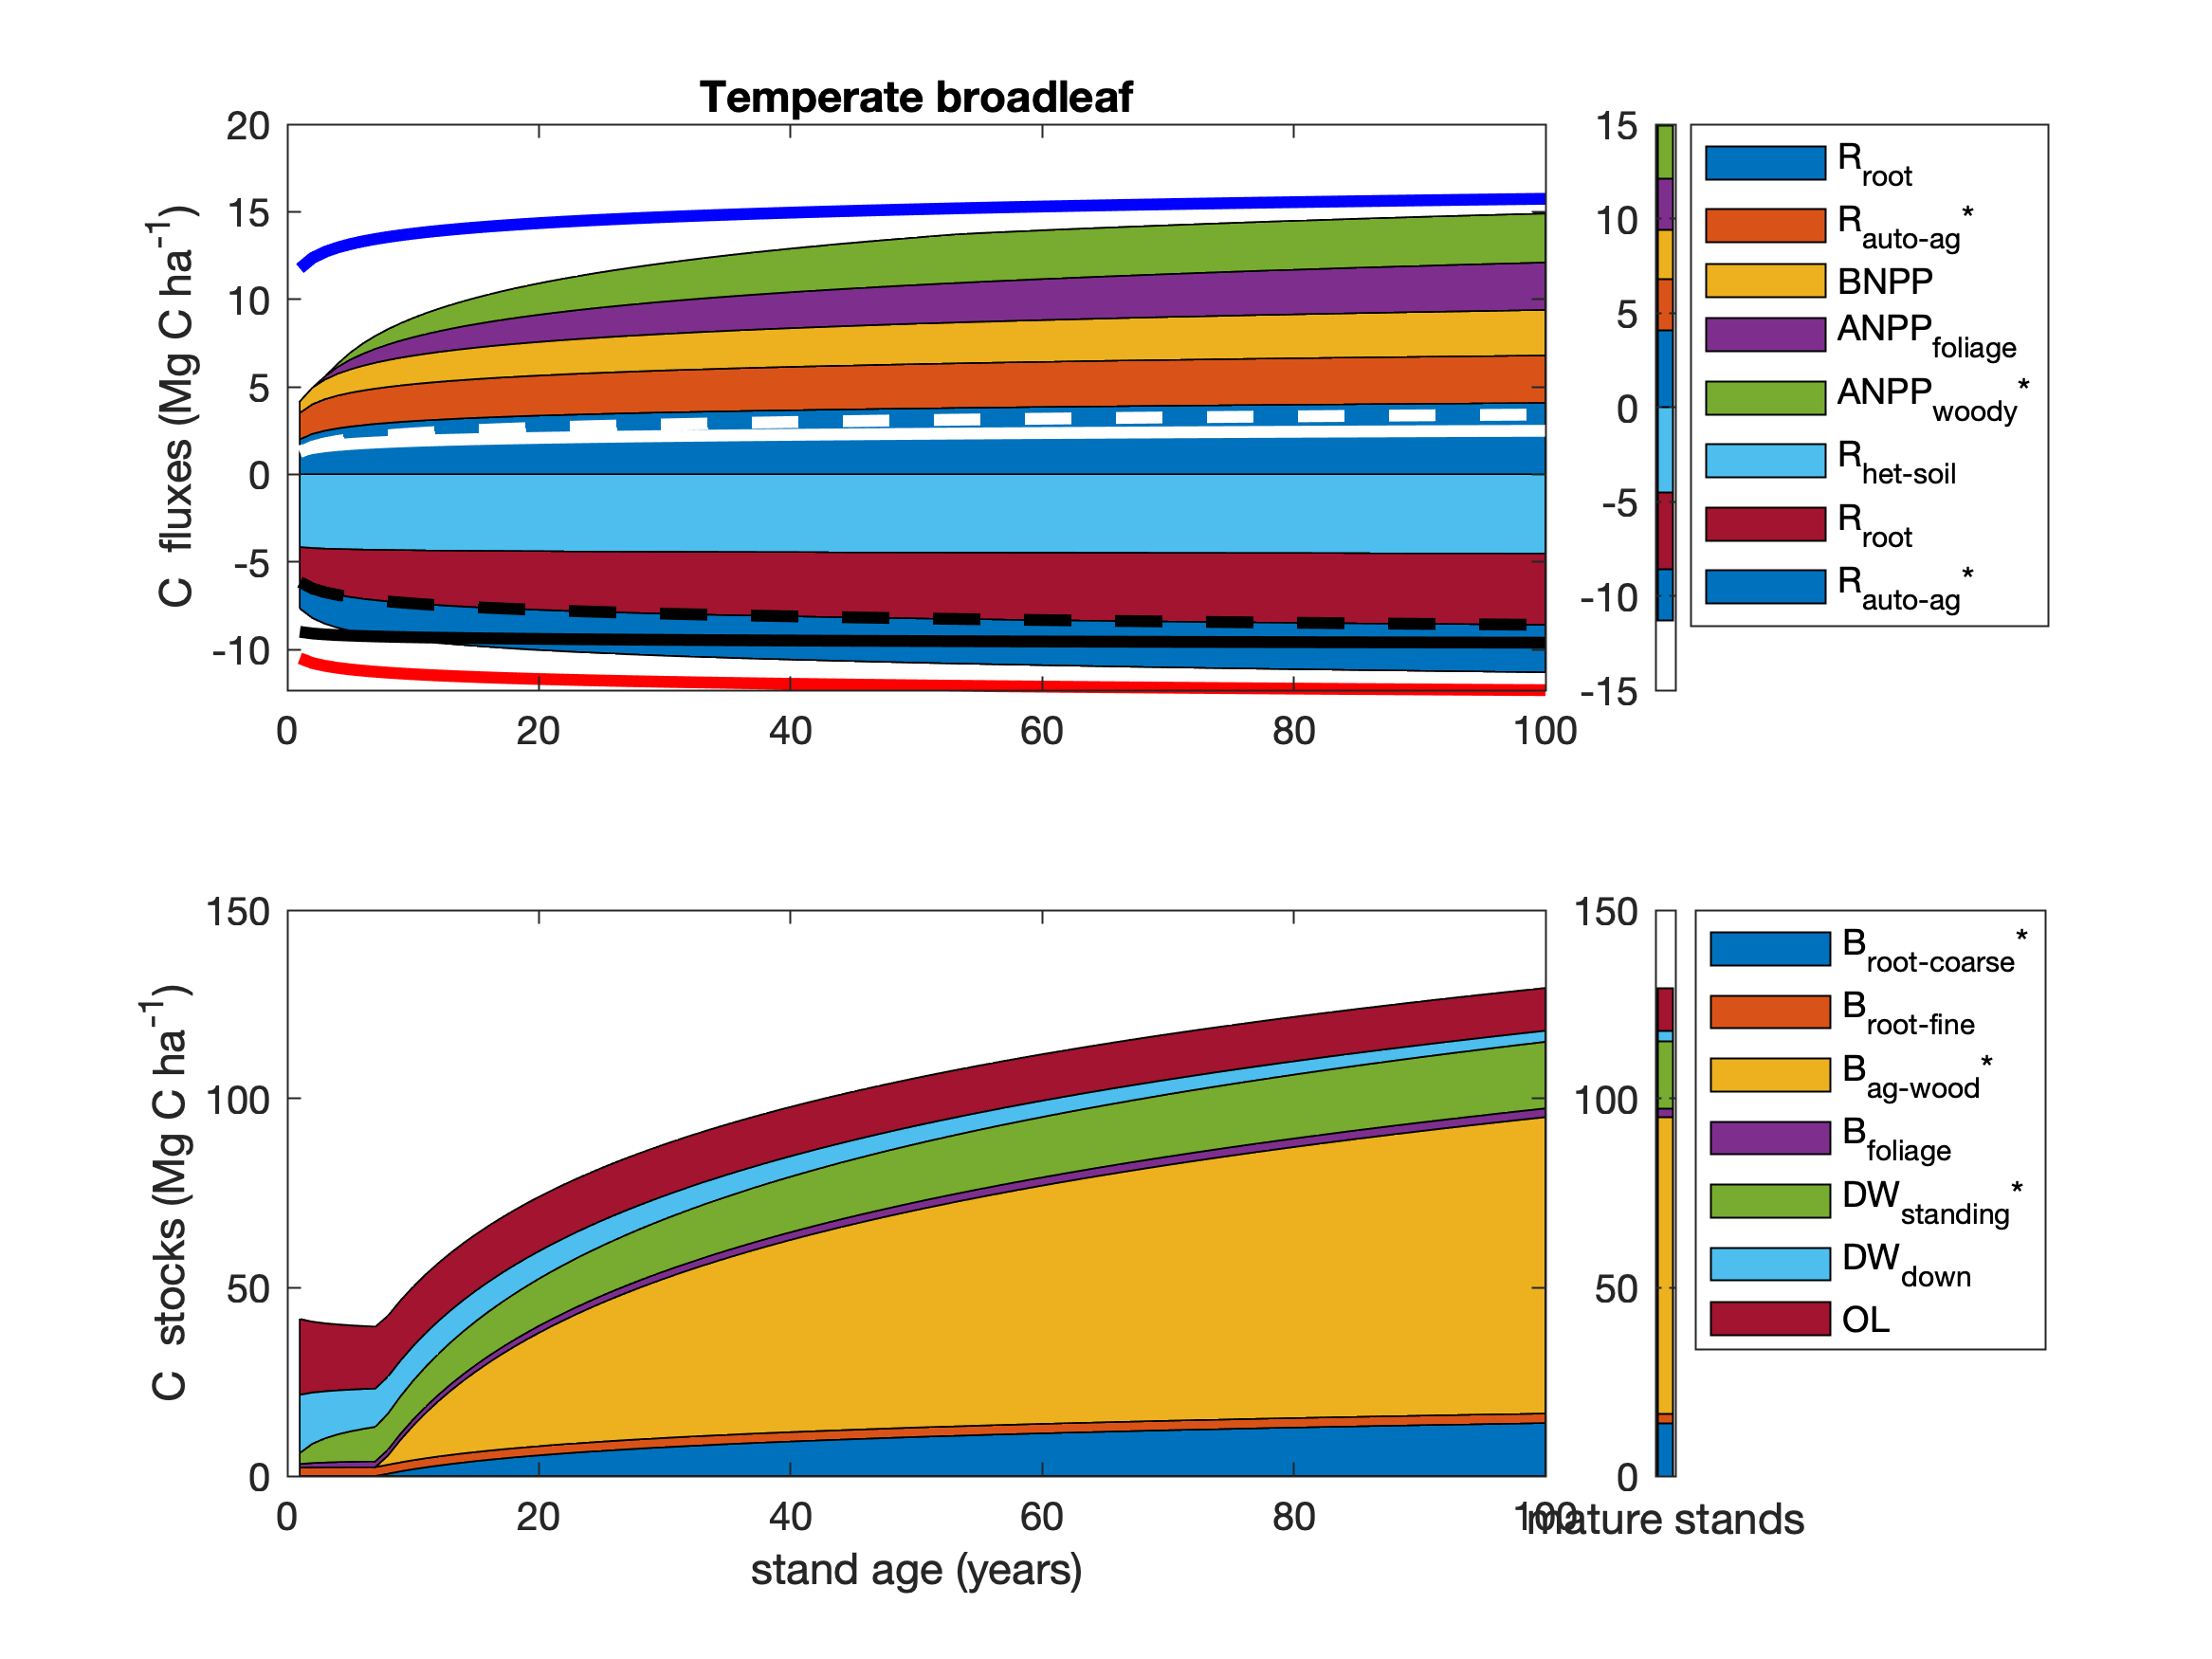 Temperate broadleaf
20
15
10
5
0
-5
-10
C fluxes (Mg C ha-1)
0 20 40 60 80 100
15
10
5
0
-5
-10
-15
Rroot
Rauto-ag*
BNPP
ANPPfoliage
ANPPwoody*
Rhet-soil
Rroot
Rauto-ag*
150
100
50
0
C stocks (Mg C ha-1)
0 20 40 60 80 100
stand age (years)
150
100
50
0
mature stands
Broot-coarse*
Broot-fine
Bag-wood*
Bfoliage
DWstanding*
DWdown
OL